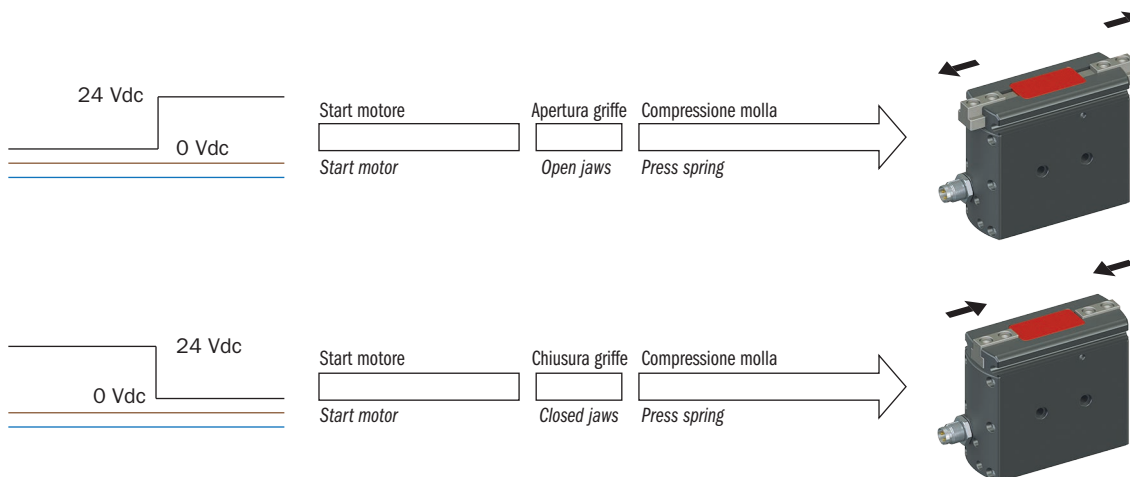 24 Vdc
0 Vdc
Start motore
Apertura griffe
Compressione molla
Start motor
Open jaws
Press spring
24 Vdc
0 Vdc
Start motore
Chiusura griffe
Compressione molla
Start motor
Closed jaws
Press spring